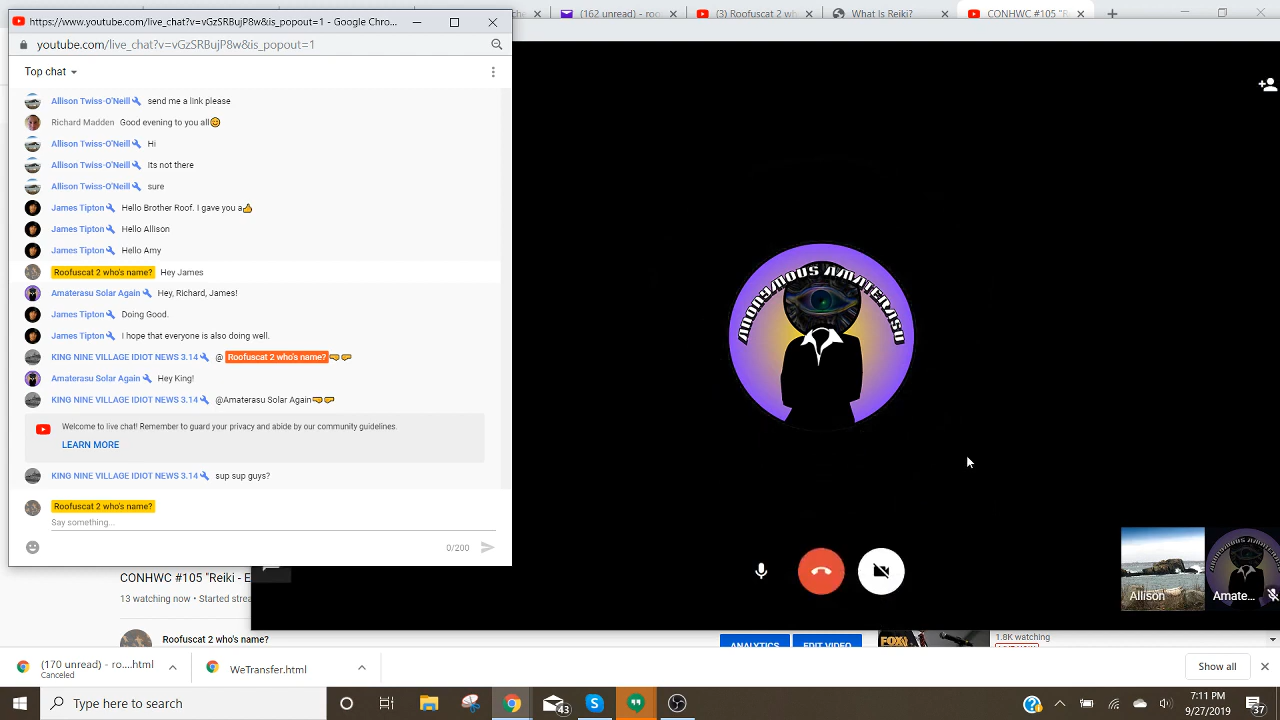 https://www.youtube.com/live_chat?v=vGzSRBujP8w&is_popout=1 - Google Chro...
(162 unread) - roofusc
Roofuscat 2
What is Reiki?
CONHWC #105 "R
youtube.com/live_chat?v=vGzSRBujP8w&is_popout=1
Top chat
Allison Twiss-O'Neill send me a link please
Richard Madden Good evening to you all😊
Allison Twiss-O'Neill Hi
Allison Twiss-O'Neill Its not there
Allison Twiss-O'Neill sure
James Tipton Hello Brother Roof. I gave you a👍
James Tipton Hello Allison
James Tipton Hello Amy
Roofuscat 2 who's name? Hey James
Amaterasu Solar Again Hey, Richard, James!
James Tipton Doing Good.
James Tipton I hope that everyone is also doing well.
KING NINE VILLAGE IDIOT NEWS 3.14 @ Roofuscat 2 who's name?🤜🤛
Amaterasu Solar Again Hey King!
KING NINE VILLAGE IDIOT NEWS 3.14 @Amaterasu Solar Again🤜🤛
Welcome to live chat! Remember to guard your privacy and abide by our community guidelines.
LEARN MORE
KING NINE VILLAGE IDIOT NEWS 3.14 sup sup guys?
Roofuscat 2 who's name?
Say something...
0/200
ANONYMOUS AMATERASU
Allison
Amate...
CONHWC #105 "Reiki - E
13 watching now • Started strea
Roofuscat 2 who's name?
ANALYTICS
EDIT VIDEO
FOX
1.8K watching
LIVE NOW
(170 unread) - ro....html
Canceled
WeTransfer.html
Show all
Type here to search
43
7:11 PM
9/27/2019
37